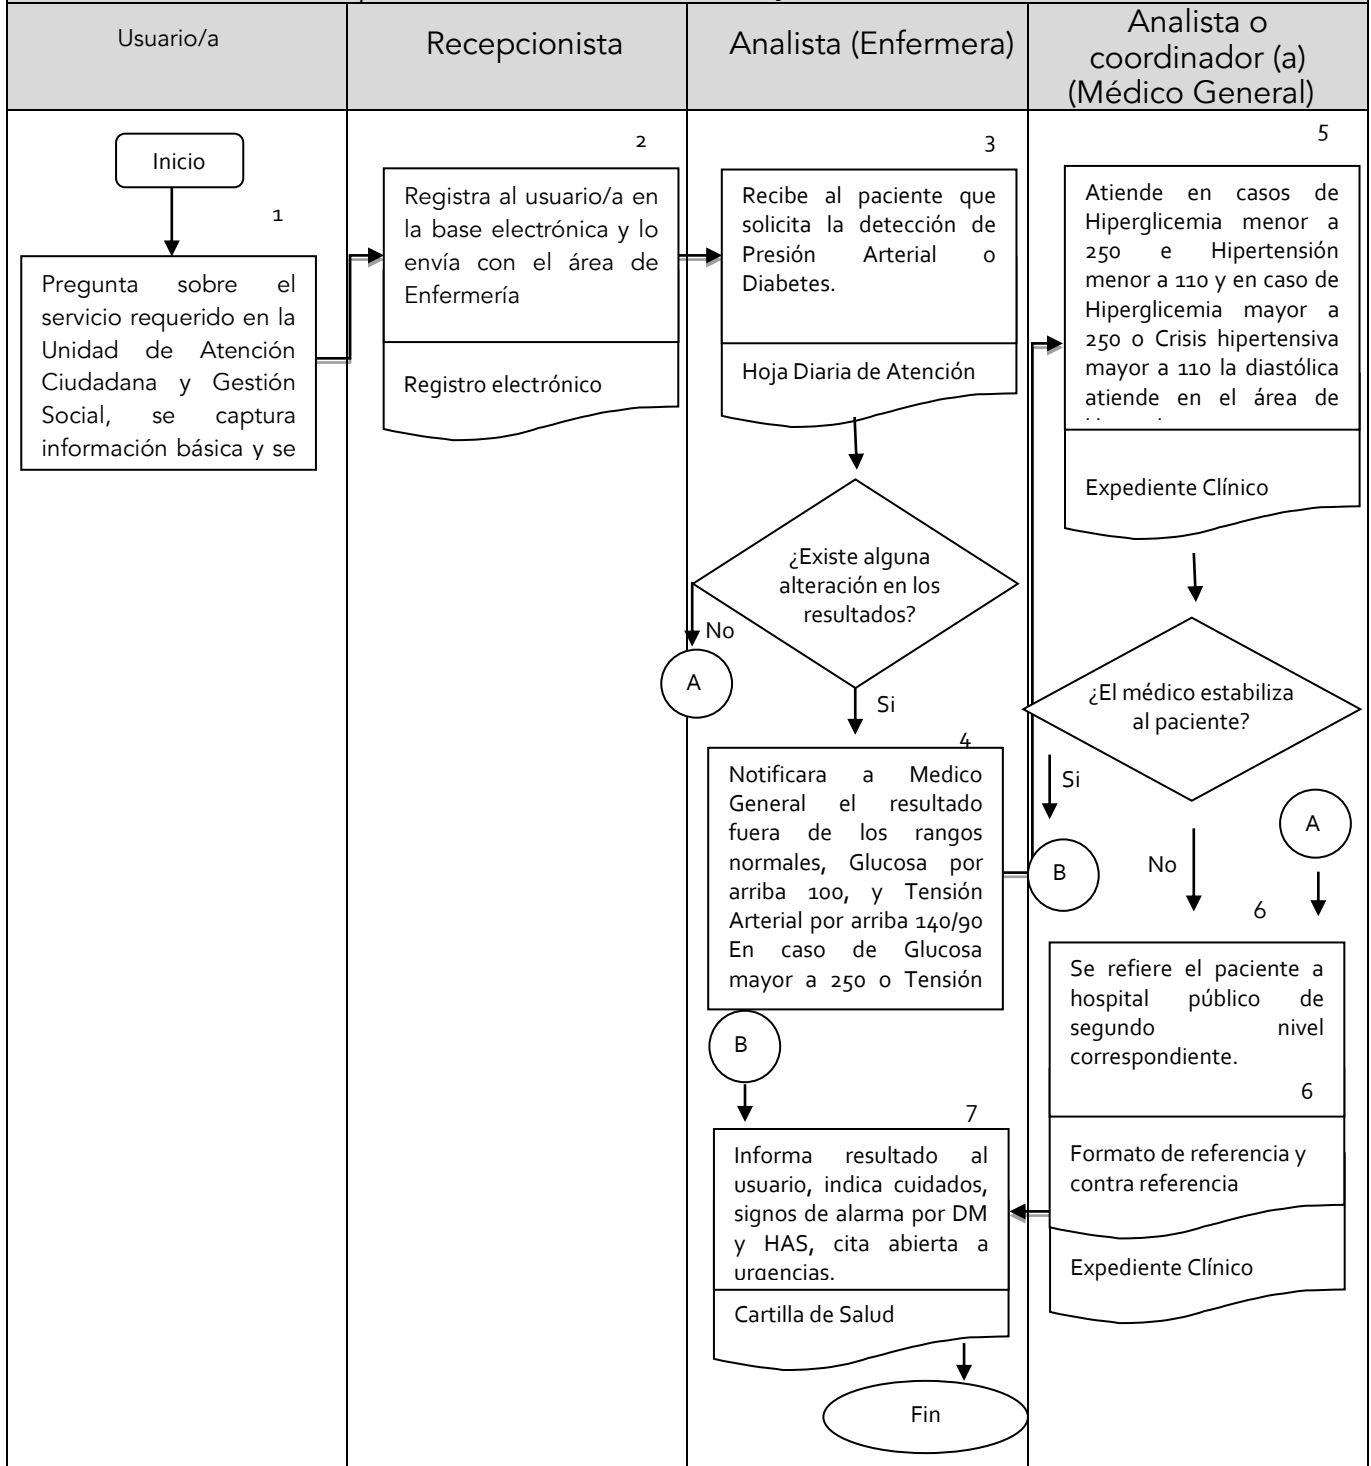 Usuario/a
Recepcionista
Analista (Enfermera)
Analista o
coordinador (a)
(Médico General)
Inicio
1
Pregunta sobre el
servicio requerido en la
Unidad de Atención
Ciudadana y Gestión
Social, se captura
información básica y se
2
Registra al usuario/a en
la base electrónica y lo
envía con el área de
Enfermería
Registro electrónico
3
Recibe al paciente que
solicita la detección de
Presión Arterial o
Diabetes.
Hoja Diaria de Atención
¿Existe alguna
alteración en los
resultados?
No
A
Si
4
Notificara a Medico
General el resultado
fuera de los rangos
normales, Glucosa por
arriba 100, y Tensión
Arterial por arriba 140/90
En caso de Glucosa
mayor a 250 o Tensión
B
7
Informa resultado al
usuario, indica cuidados,
signos de alarma por DM
y HAS, cita abierta a
urgencias.
Cartilla de Salud
Fin
5
Atiende en casos de
Hiperglicemia menor a
250 e Hipertensión
menor a 110 y en caso de
Hiperglicemia mayor a
250 o Crisis hipertensiva
mayor a 110 la diastólica
atiende en el área de
Expediente Clínico
¿El médico estabiliza
al paciente?
Si
B
No
A
6
Se refiere el paciente a
hospital público de
segundo nivel
correspondiente.
6
Formato de referencia y
contra referencia
Expediente Clínico